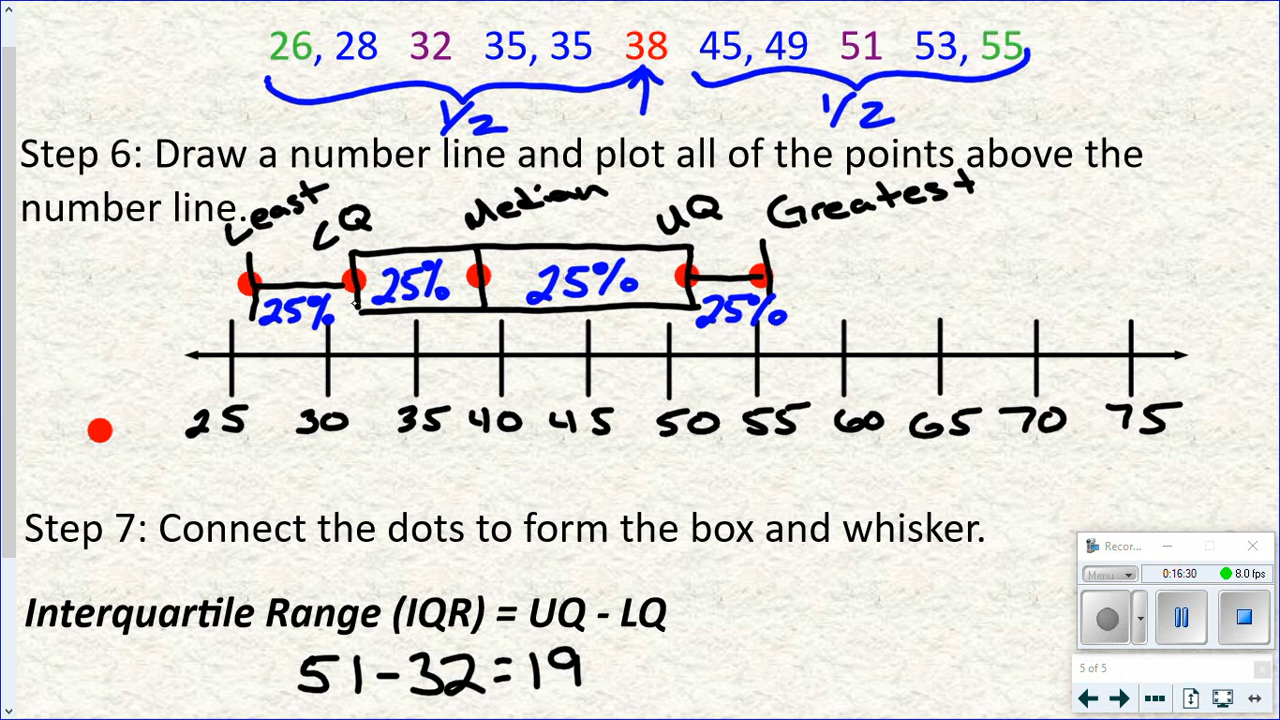 26, 28 32 35, 35 38 45, 49 51 53, 55
1/2 1/2
Step 6: Draw a number line and plot all of the points above the
number line.
Least LQ Median UQ Greatest
25% 25% 25% 25%
25 30 35 40 45 50 55 60 65 70 75
Step 7: Connect the dots to form the box and whisker.
Interquartile Range (IQR) = UQ - LQ
51-32=19
Recor...
Menu 0:16:30 8.0 fps
5 of 5